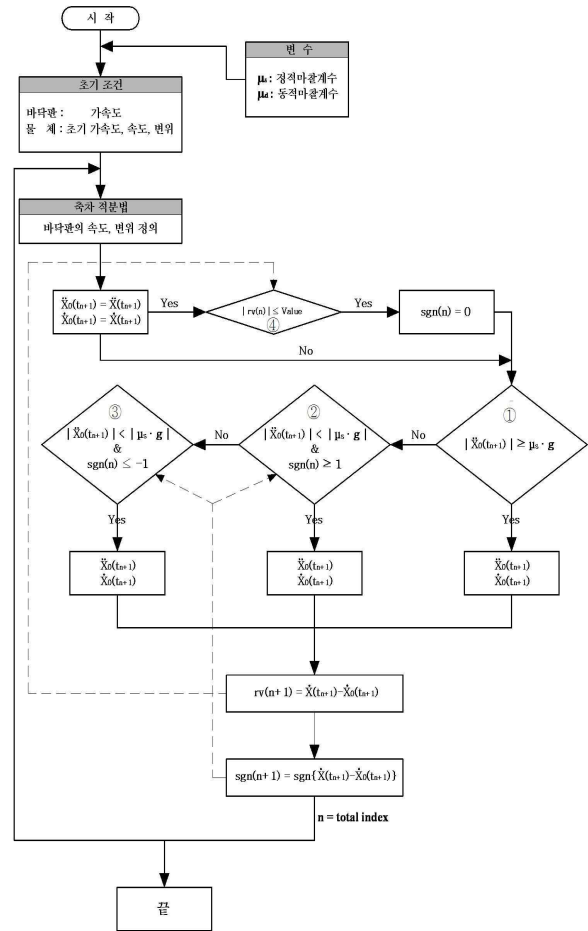 시 작
변 수
μₛ : 정적마찰계수
μd : 동적마찰계수
초기 조건
바닥판 : 가속도
물 체 : 초기 가속도, 속도, 변위
축차 적분법
바닥판의 속도, 변위 정의
Ẍ₀(tₙ₊₁) = Ẍ(tₙ₊₁)
Ẋ₀(tₙ₊₁) = Ẋ(tₙ₊₁)
Yes
| rv(n) | ≤ Value
④
Yes
sgn(n) = 0
No
③
| Ẍ₀(tₙ₊₁) | < | μₛ · g |
&
sgn(n) ≤ -1
No
②
| Ẍ₀(tₙ₊₁) | < | μₛ · g |
&
sgn(n) ≥ 1
No
①
| Ẍ₀(tₙ₊₁) | ≥ μₛ · g
Yes
Yes
Yes
Ẍ₀(tₙ₊₁)
Ẋ₀(tₙ₊₁)
Ẍ₀(tₙ₊₁)
Ẋ₀(tₙ₊₁)
Ẍ₀(tₙ₊₁)
Ẋ₀(tₙ₊₁)
rv(n+1) = Ẋ(tₙ₊₁)-Ẋ₀(tₙ₊₁)
sgn(n+1) = sgn{Ẋ(tₙ₊₁)-Ẋ₀(tₙ₊₁)}
n = total index
끝